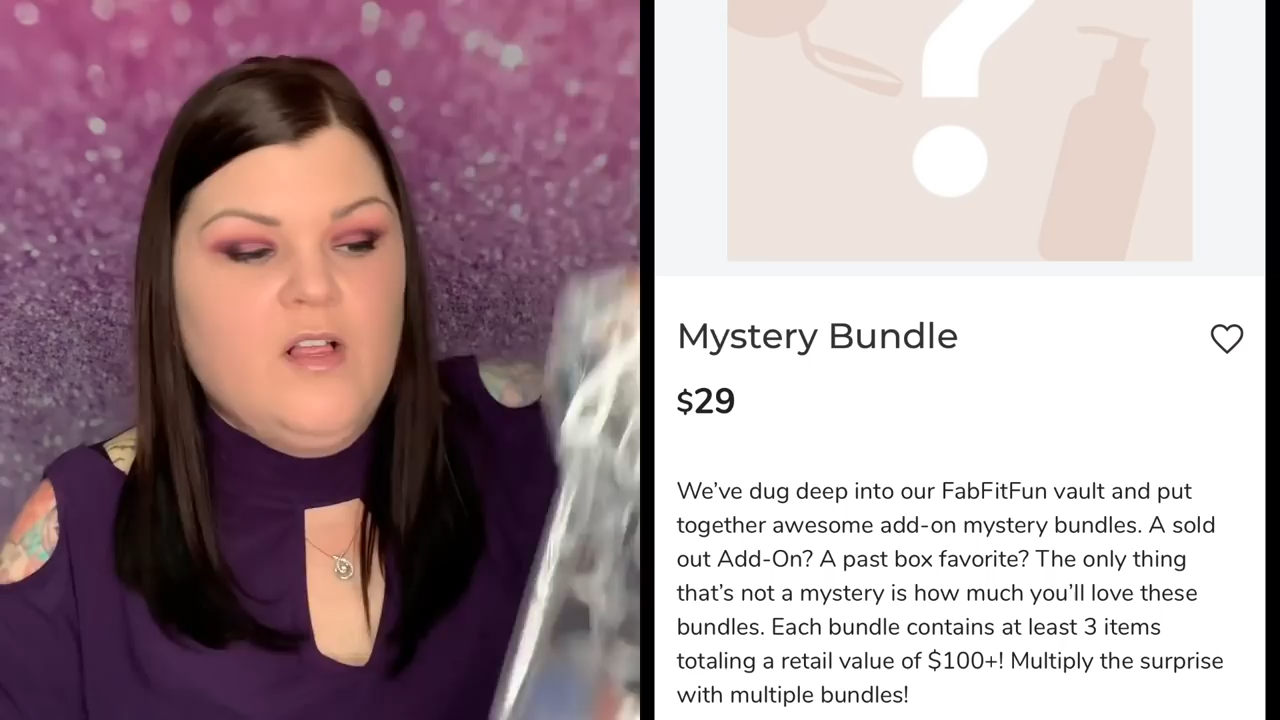 ?
Mystery Bundle
$29
We’ve dug deep into our FabFitFun vault and put
together awesome add-on mystery bundles. A sold
out Add-On? A past box favorite? The only thing
that’s not a mystery is how much you’ll love these
bundles. Each bundle contains at least 3 items
totaling a retail value of $100+! Multiply the surprise
with multiple bundles!